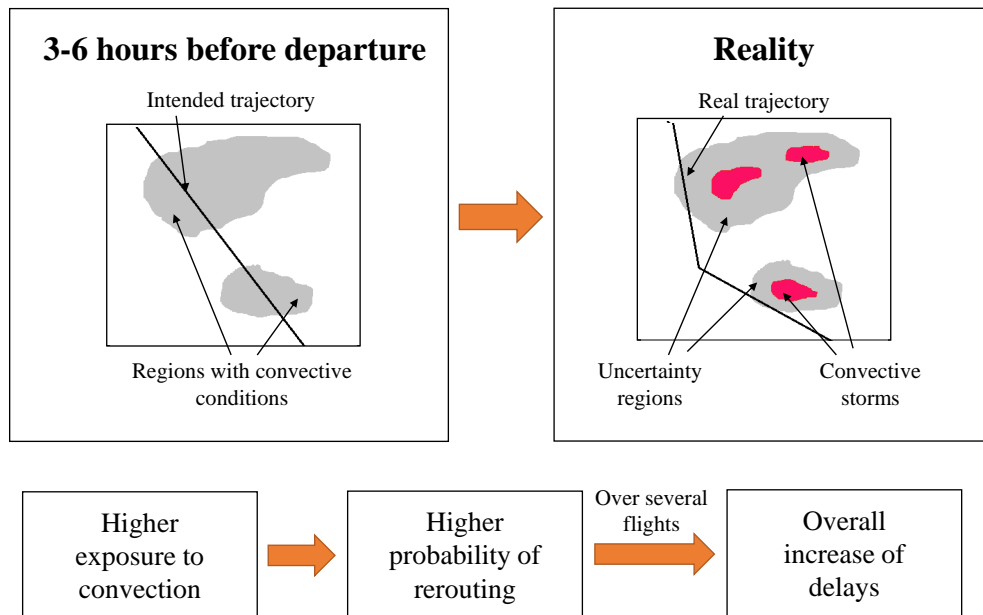 3-6 hours before departure
Intended trajectory
Regions with convective
conditions
Reality
Real trajectory
Uncertainty
regions
Convective
storms
Higher
exposure to
convection
Higher
probability of
rerouting
Over several
flights
Overall
increase of
delays